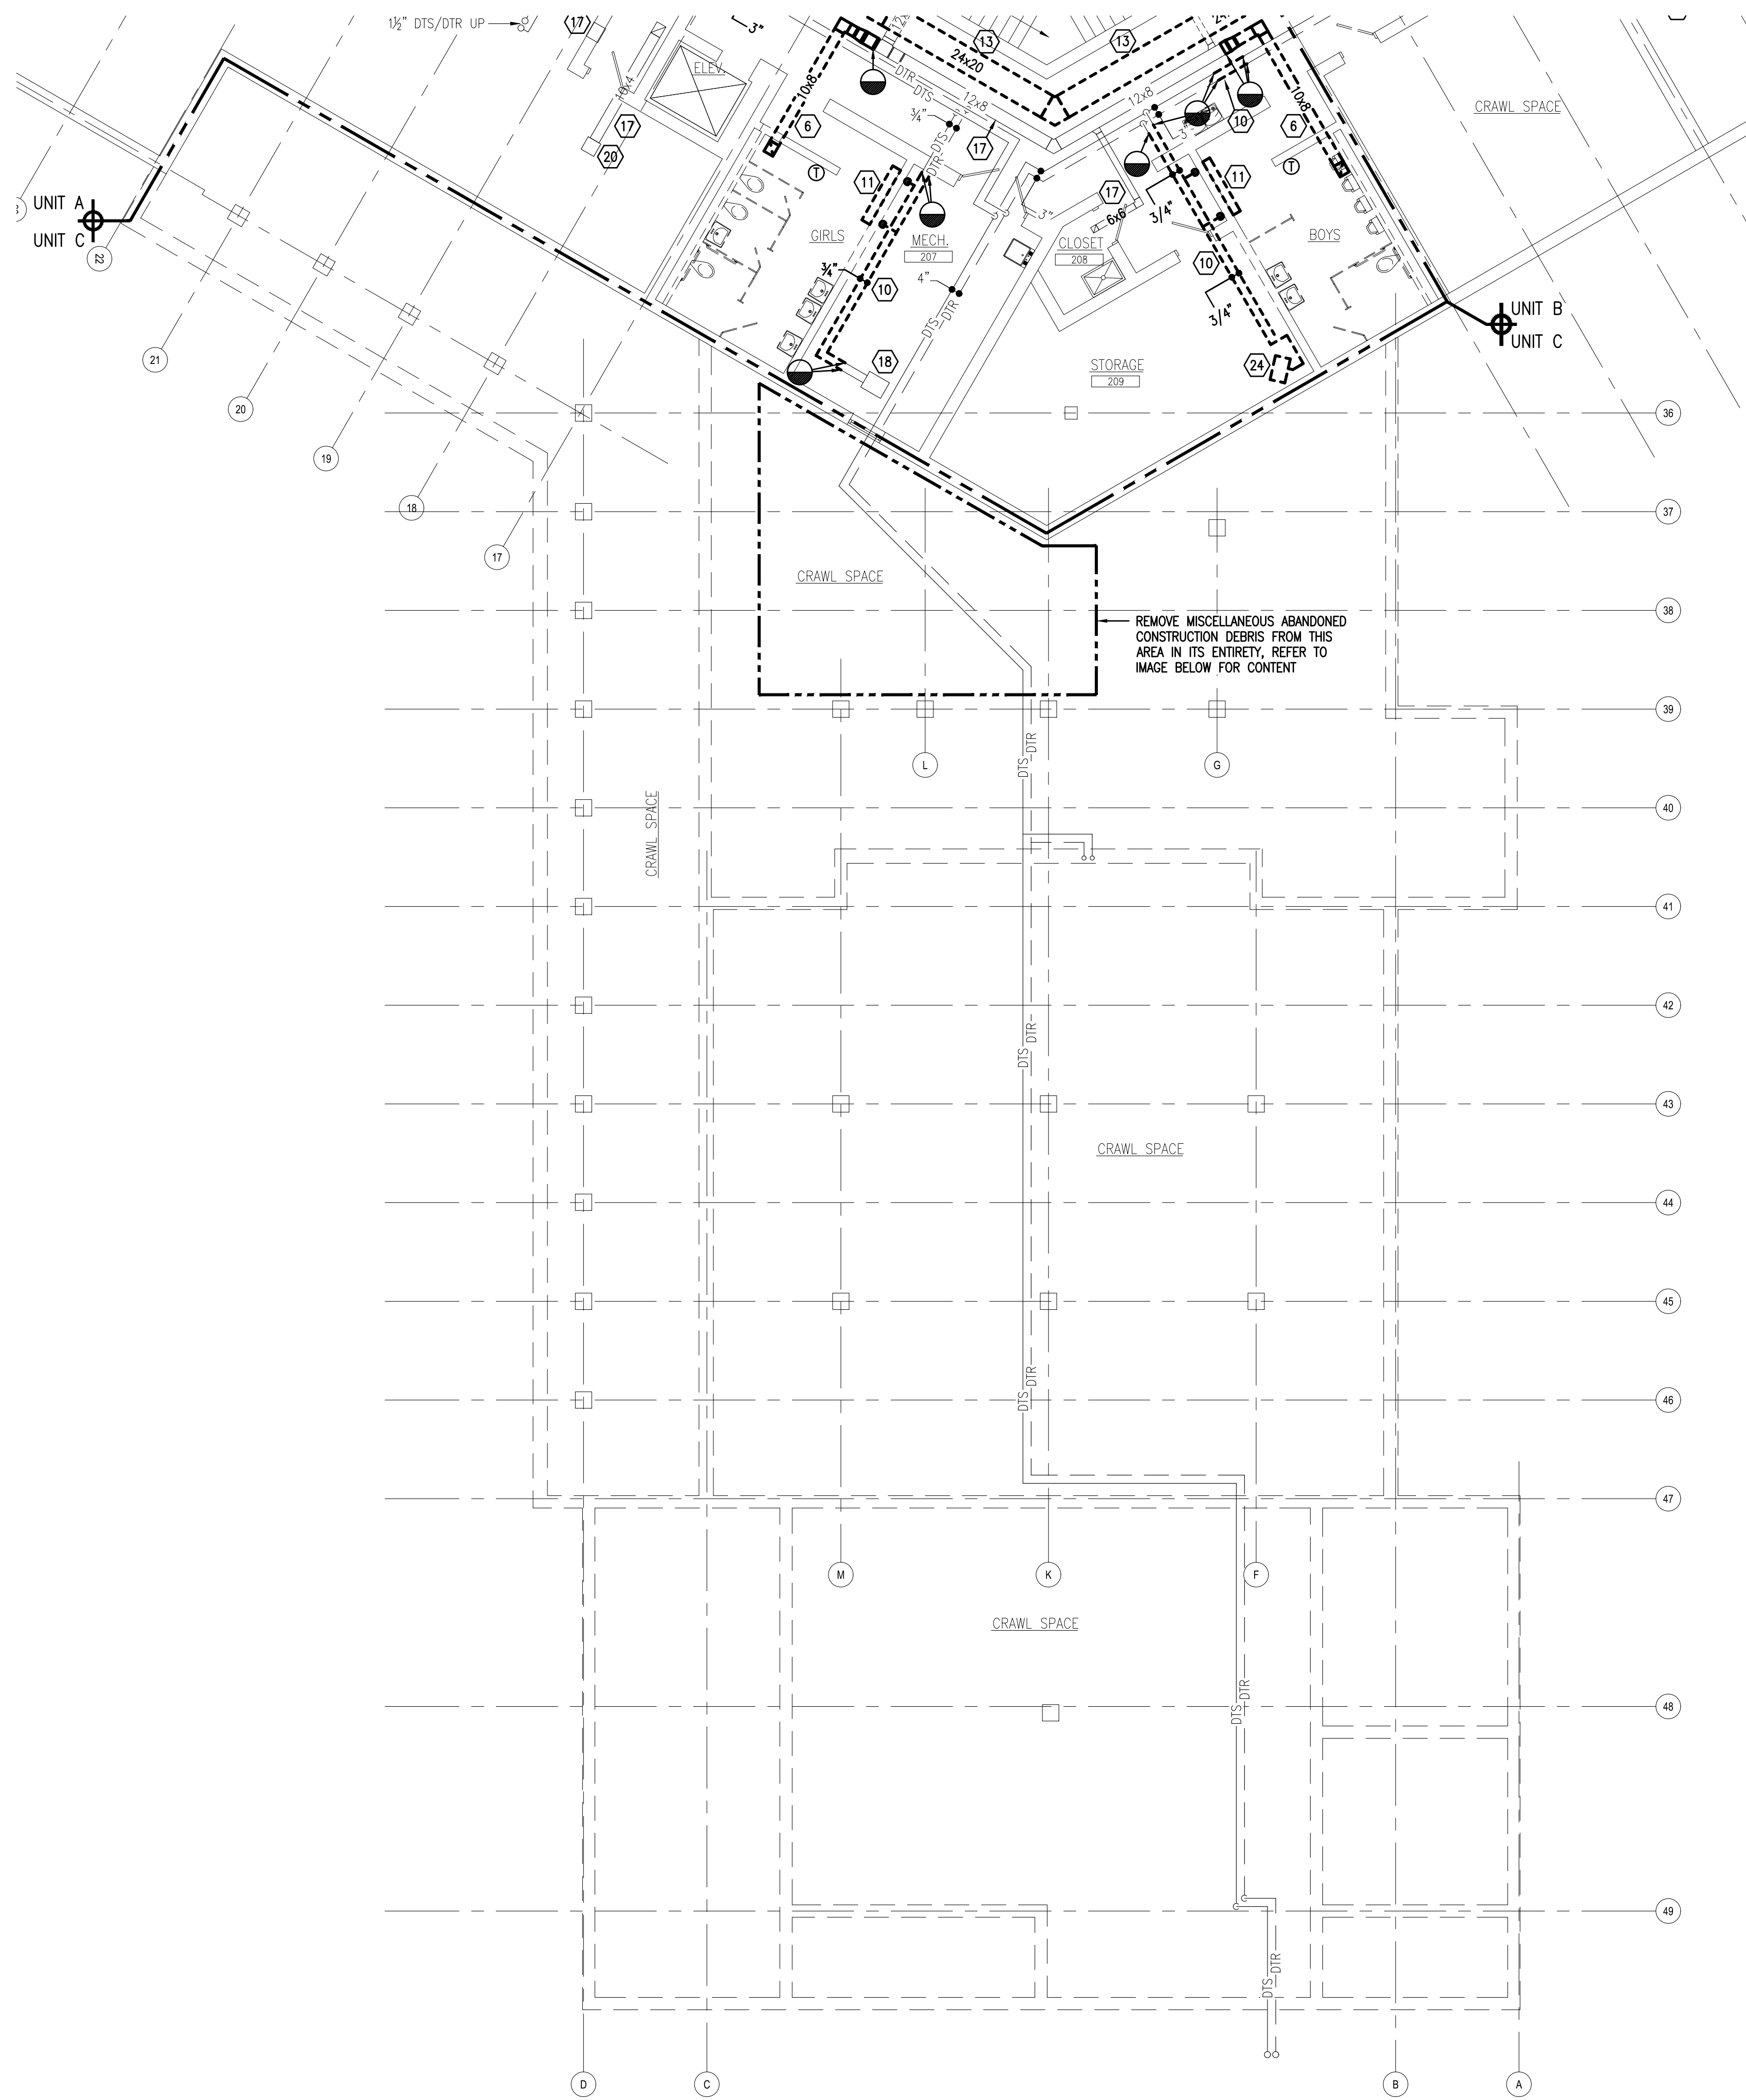 1½" DTS/DTR UP
17
3"
13
13
24x20
ELEV.
10x4
10x8
DTR
DTS
12x8
12x8
10x8
CRAWL SPACE
17
20
6
¾"
DTS
DTR
17
3"
10
6
T
11
17
11
T
UNIT A
UNIT C
22
GIRLS
MECH.
207
3"
6x6
3/4"
CLOSET
208
BOYS
¾"
10
4"
DTS
DTR
10
3/4"
UNIT B
UNIT C
21
20
19
18
17
18
STORAGE
209
24
36
37
CRAWL SPACE
38
REMOVE MISCELLANEOUS ABANDONED
CONSTRUCTION DEBRIS FROM THIS
AREA IN ITS ENTIRETY, REFER TO
IMAGE BELOW FOR CONTENT
39
DTS
DTR
L
G
CRAWL SPACE
40
41
42
DTS
DTR
43
CRAWL SPACE
44
45
DTS
DTR
46
47
M
K
F
CRAWL SPACE
DTS
DTR
48
49
DTS
DTR
D
C
B
A